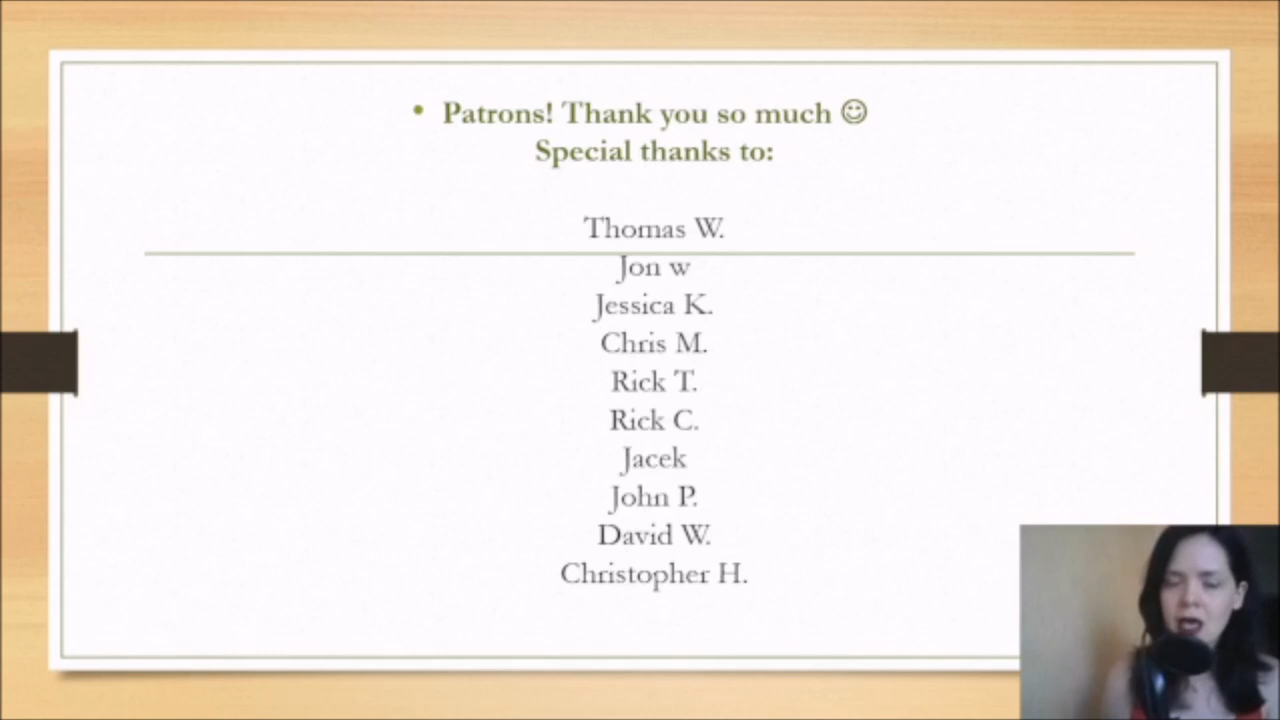 • Patrons! Thank you so much ☺
Special thanks to:
Thomas W.
Jon w
Jessica K.
Chris M.
Rick T.
Rick C.
Jacek
John P.
David W.
Christopher H.